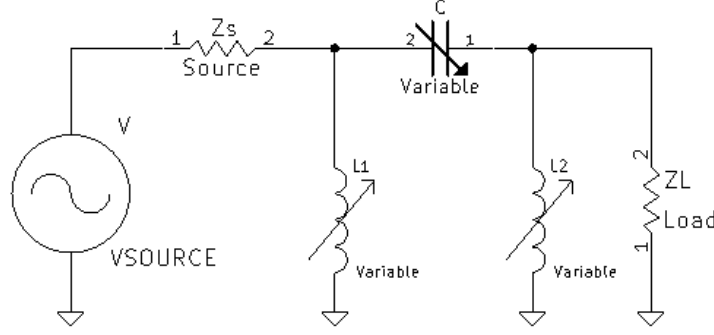 C
Zs
1 2
2 1
Source
Variable
V
L1
L2
2
ZL
Load
1
VSOURCE
Variable
Variable